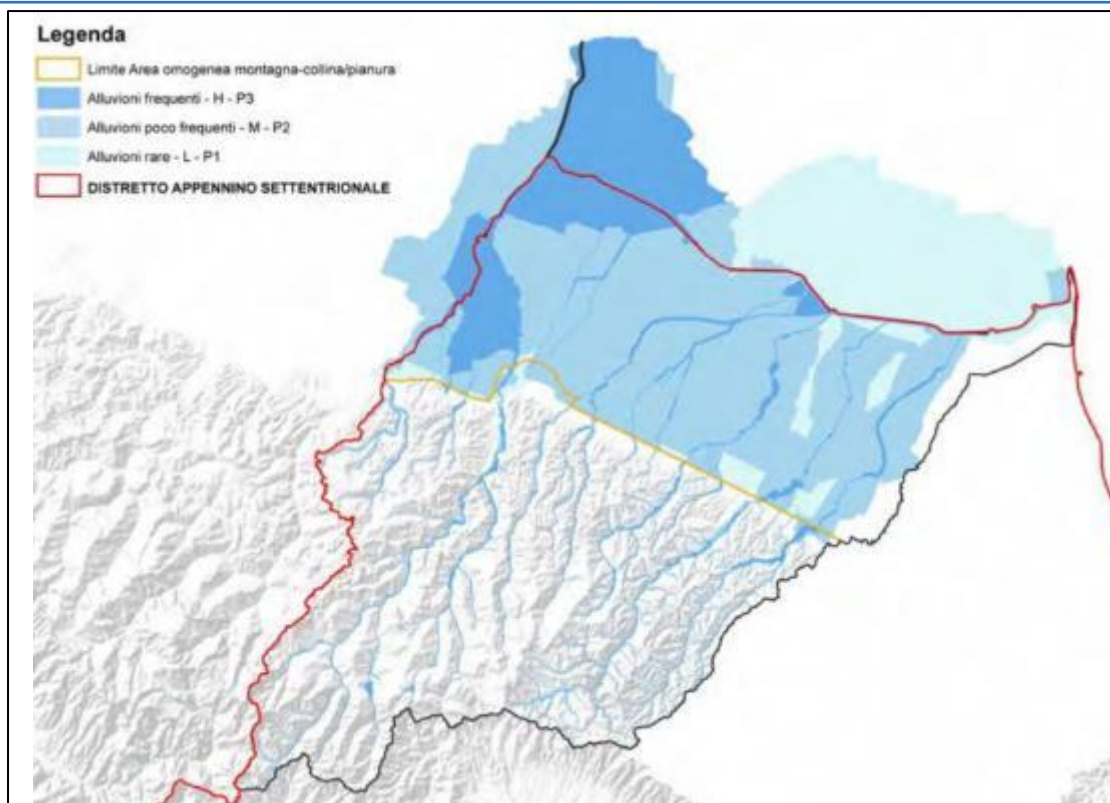 Legenda
Limite Area omogenea montagna-collina/pianura
Alluvioni frequenti - H - P3
Alluvioni poco frequenti - M - P2
Alluvioni rare - L - P1
DISTRETTO APPENNINO SETTENTRIONALE